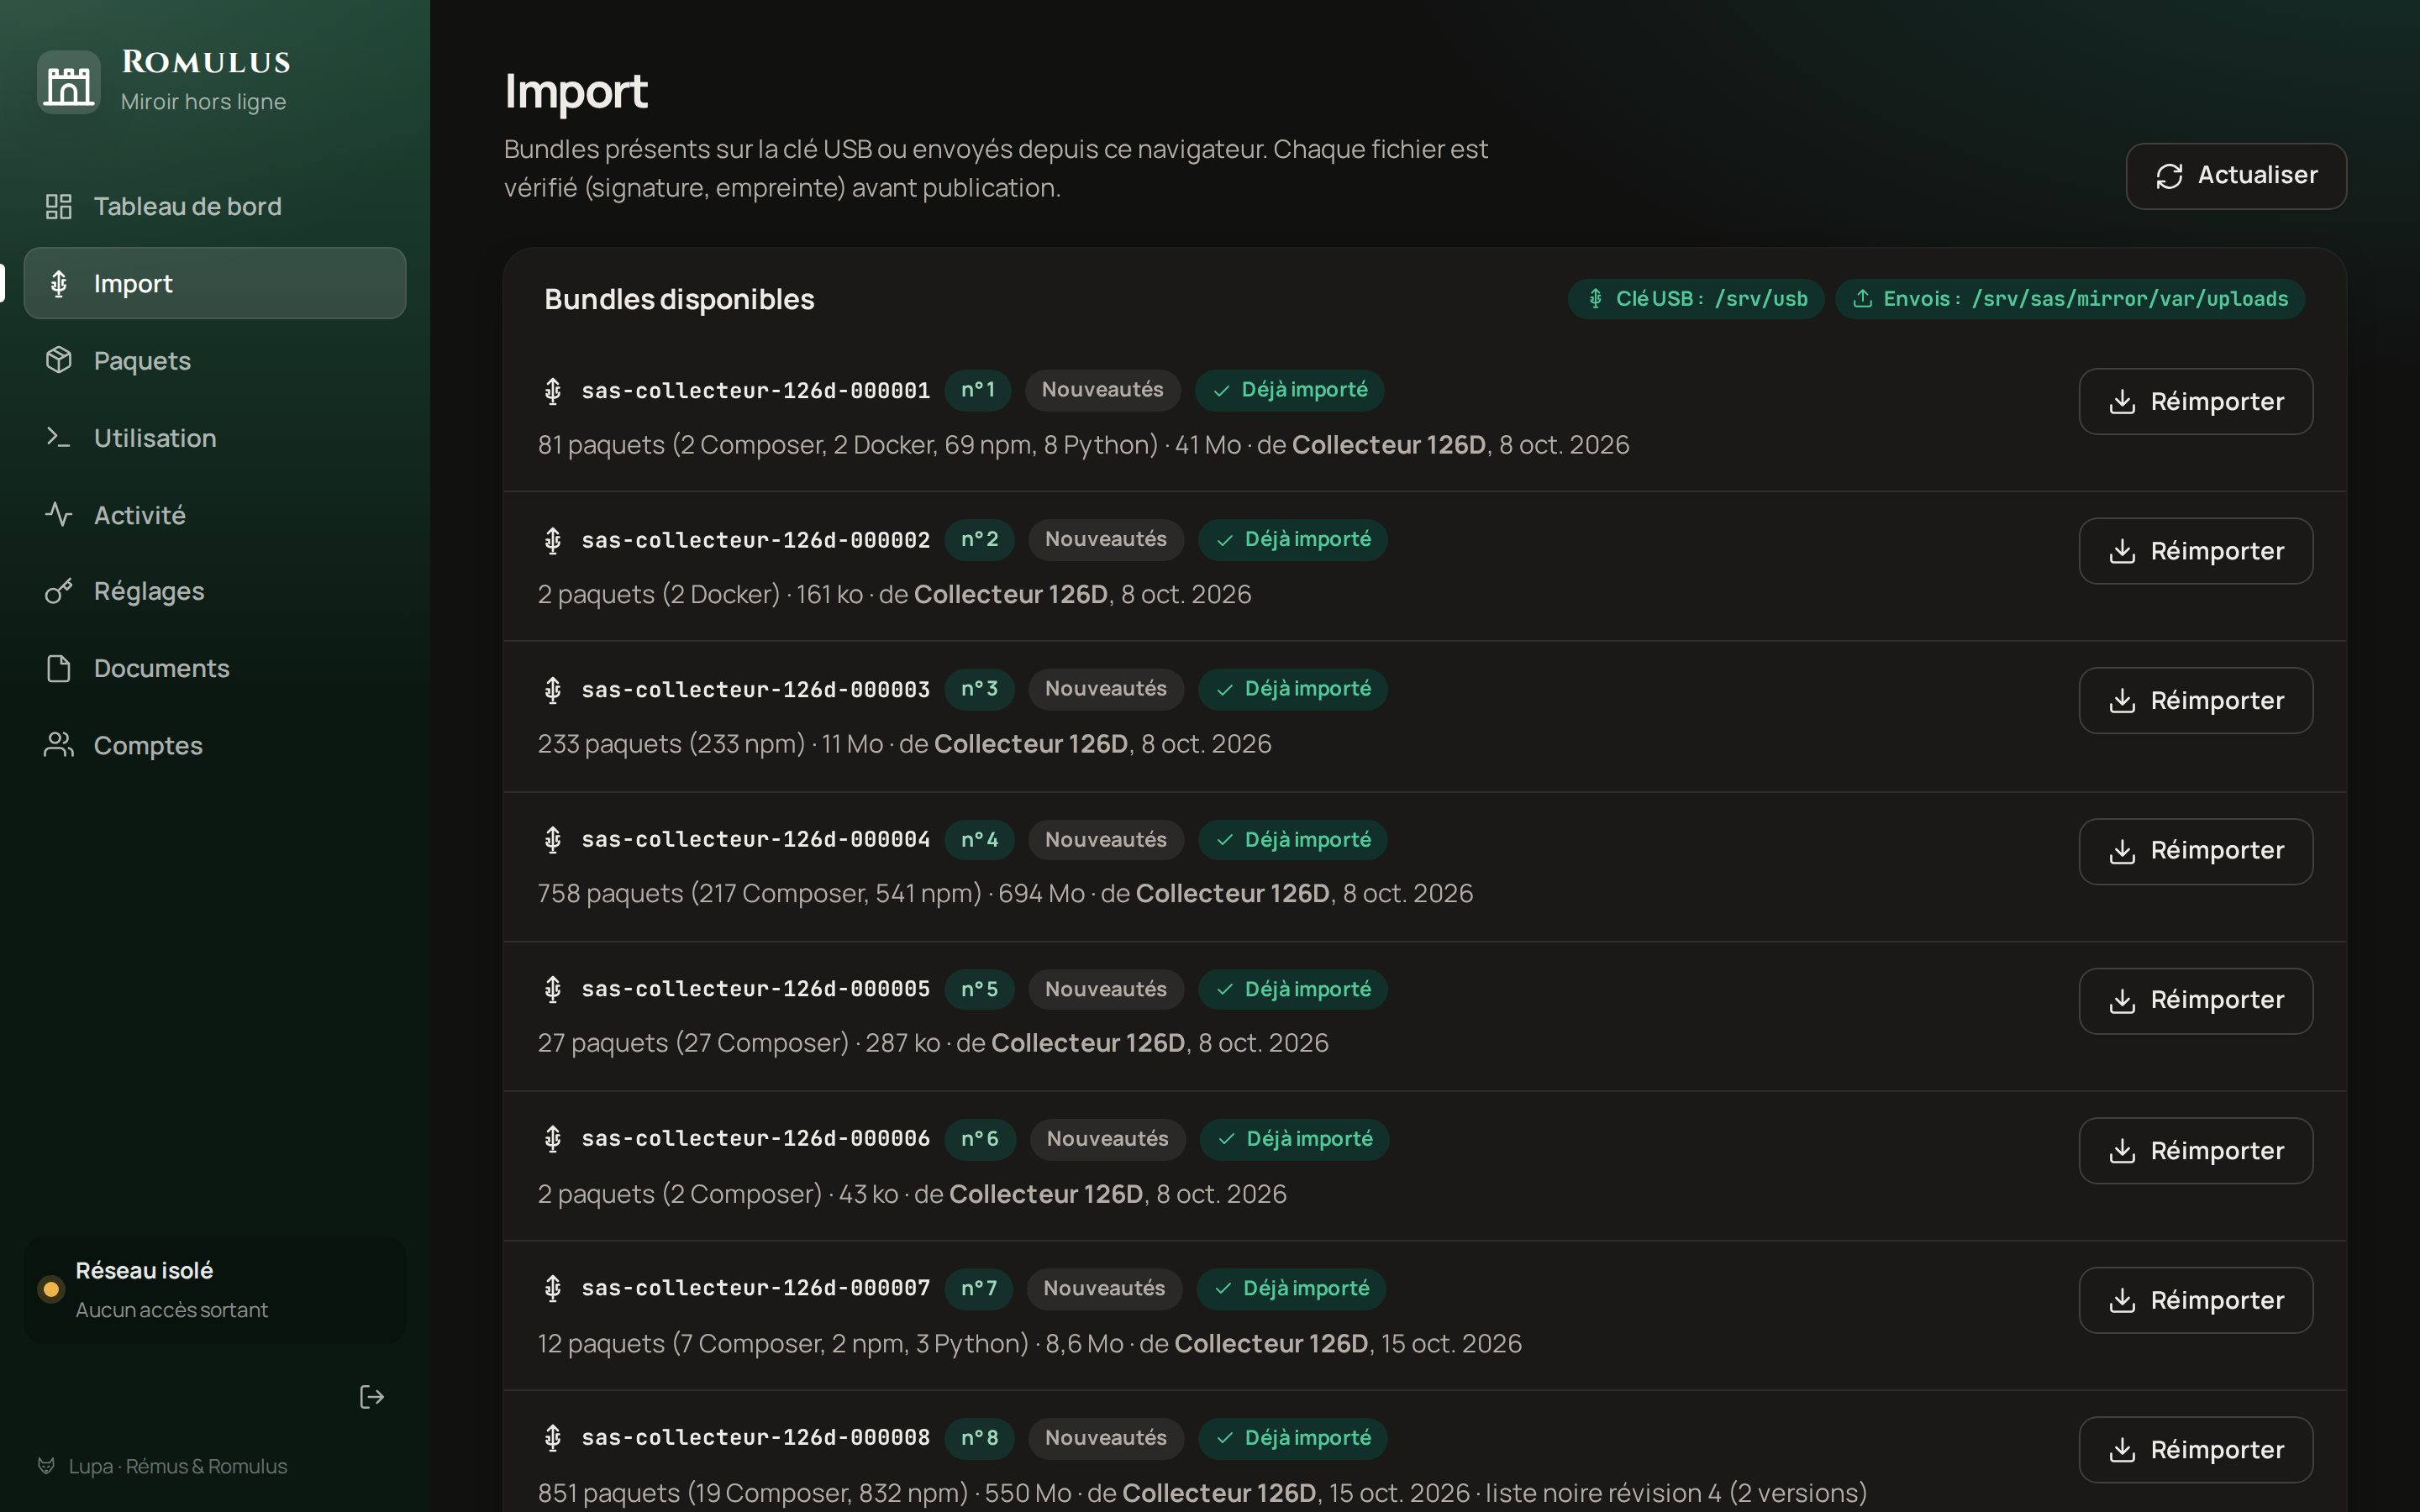 ROMULUS
Miroir hors ligne
Tableau de bord
Import
Paquets
Utilisation
Activité
Réglages
Documents
Comptes
Réseau isolé
Aucun accès sortant
Lupa · Rémus & Romulus
Import
Bundles présents sur la clé USB ou envoyés depuis ce navigateur. Chaque fichier est
vérifié (signature, empreinte) avant publication.
Actualiser
Bundles disponibles
Clé USB : /srv/usb
Envois : /srv/sas/mirror/var/uploads
sas-collecteur-126d-000001 n° 1 Nouveautés Déjà importé
Réimporter
81 paquets (2 Composer, 2 Docker, 69 npm, 8 Python) · 41 Mo · de Collecteur 126D, 8 oct. 2026
sas-collecteur-126d-000002 n° 2 Nouveautés Déjà importé
Réimporter
2 paquets (2 Docker) · 161 ko · de Collecteur 126D, 8 oct. 2026
sas-collecteur-126d-000003 n° 3 Nouveautés Déjà importé
Réimporter
233 paquets (233 npm) · 11 Mo · de Collecteur 126D, 8 oct. 2026
sas-collecteur-126d-000004 n° 4 Nouveautés Déjà importé
Réimporter
758 paquets (217 Composer, 541 npm) · 694 Mo · de Collecteur 126D, 8 oct. 2026
sas-collecteur-126d-000005 n° 5 Nouveautés Déjà importé
Réimporter
27 paquets (27 Composer) · 287 ko · de Collecteur 126D, 8 oct. 2026
sas-collecteur-126d-000006 n° 6 Nouveautés Déjà importé
Réimporter
2 paquets (2 Composer) · 43 ko · de Collecteur 126D, 8 oct. 2026
sas-collecteur-126d-000007 n° 7 Nouveautés Déjà importé
Réimporter
12 paquets (7 Composer, 2 npm, 3 Python) · 8,6 Mo · de Collecteur 126D, 15 oct. 2026
sas-collecteur-126d-000008 n° 8 Nouveautés Déjà importé
Réimporter
851 paquets (19 Composer, 832 npm) · 550 Mo · de Collecteur 126D, 15 oct. 2026 · liste noire révision 4 (2 versions)